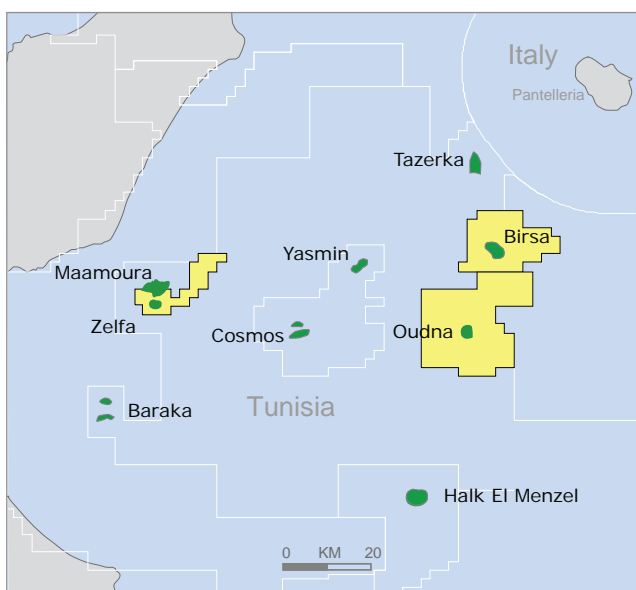 Italy
Pantelleria
Tazerka
Birsa
Yasmin
Maamoura
Zelfa
Cosmos
Oudna
Baraka
Tunisia
Halk El Menzel
0 KM 20